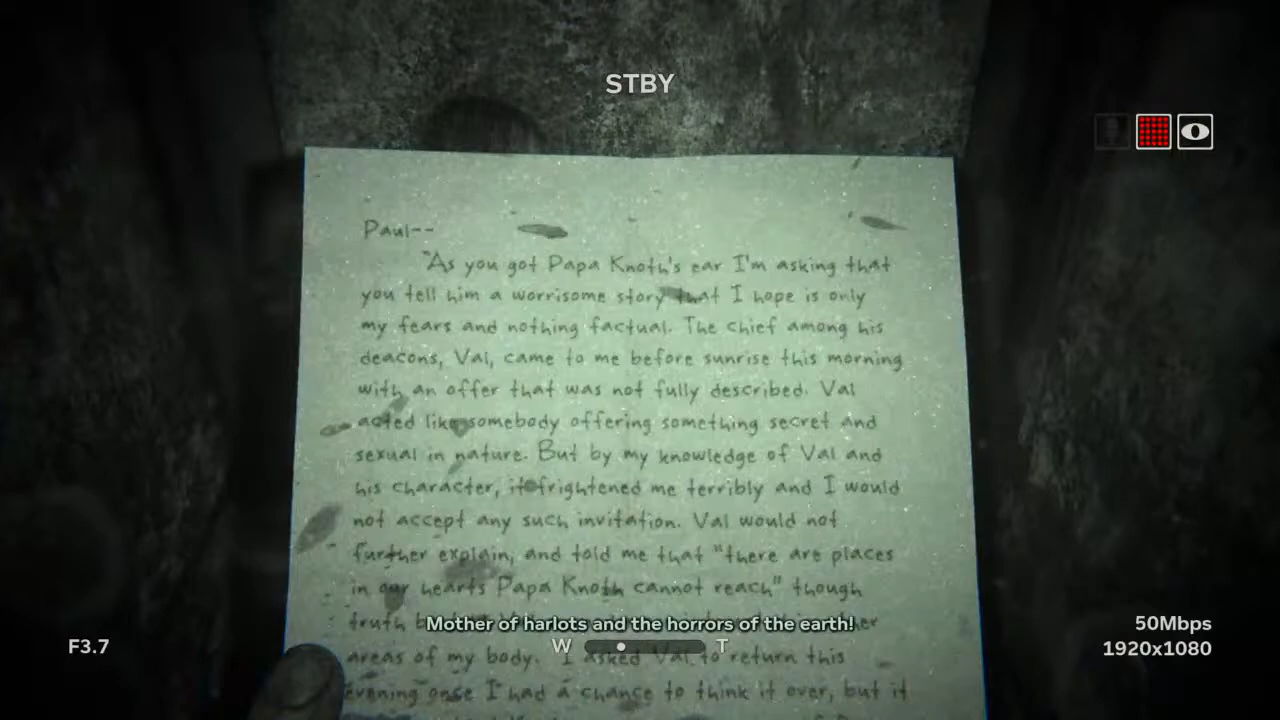 STBY
Paul--
"As you got Papa Knoth's ear I'm asking that
you tell him a worrisome story that I hope is only
my fears and nothing factual. The chief among his
deacons, Val, came to me before sunrise this morning
with an offer that was not fully described. Val
acted like somebody offering something secret and
sexual in nature. But by my knowledge of Val and
his character, it frightened me terribly and I would
not accept any such invitation. Val would not
further explain, and told me that "there are places
in our hearts Papa Knoth cannot reach" though
truth
Mother of harlots and the horrors of the earth!
areas of my body. I asked Val to return this
evening once I had a chance to think it over, but it
F3.7
W T
50Mbps
1920x1080